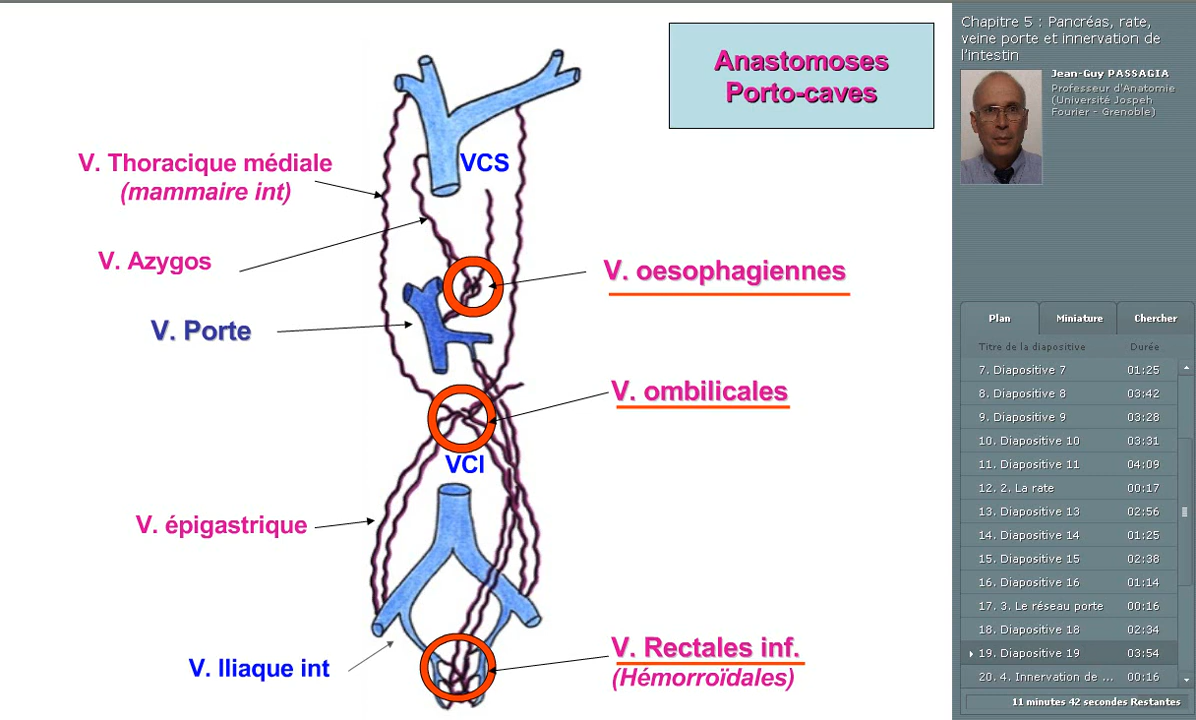 Anastomoses
Porto-caves
V. Thoracique médiale
(mammaire int)
VCS
V. Azygos
V. oesophagiennes
V. Porte
V. ombilicales
VCI
V. épigastrique
V. Iliaque int
V. Rectales inf.
(Hémorroïdales)
Chapitre 5 : Pancréas, rate,
veine porte et innervation de
l'intestin
Jean-Guy PASSAGIA
Professeur d'Anatomie
(Université Jospeh
Fourier - Grenoble)
Plan Miniature Chercher
Titre de la diapositive Durée
7. Diapositive 7 01:25
8. Diapositive 8 03:42
9. Diapositive 9 03:28
10. Diapositive 10 03:31
11. Diapositive 11 04:09
12. 2. La rate 00:17
13. Diapositive 13 02:56
14. Diapositive 14 01:25
15. Diapositive 15 02:38
16. Diapositive 16 01:14
17. 3. Le réseau porte 00:16
18. Diapositive 18 02:34
19. Diapositive 19 03:54
20. 4. Innervation de ... 00:16
11 minutes 42 secondes Restantes